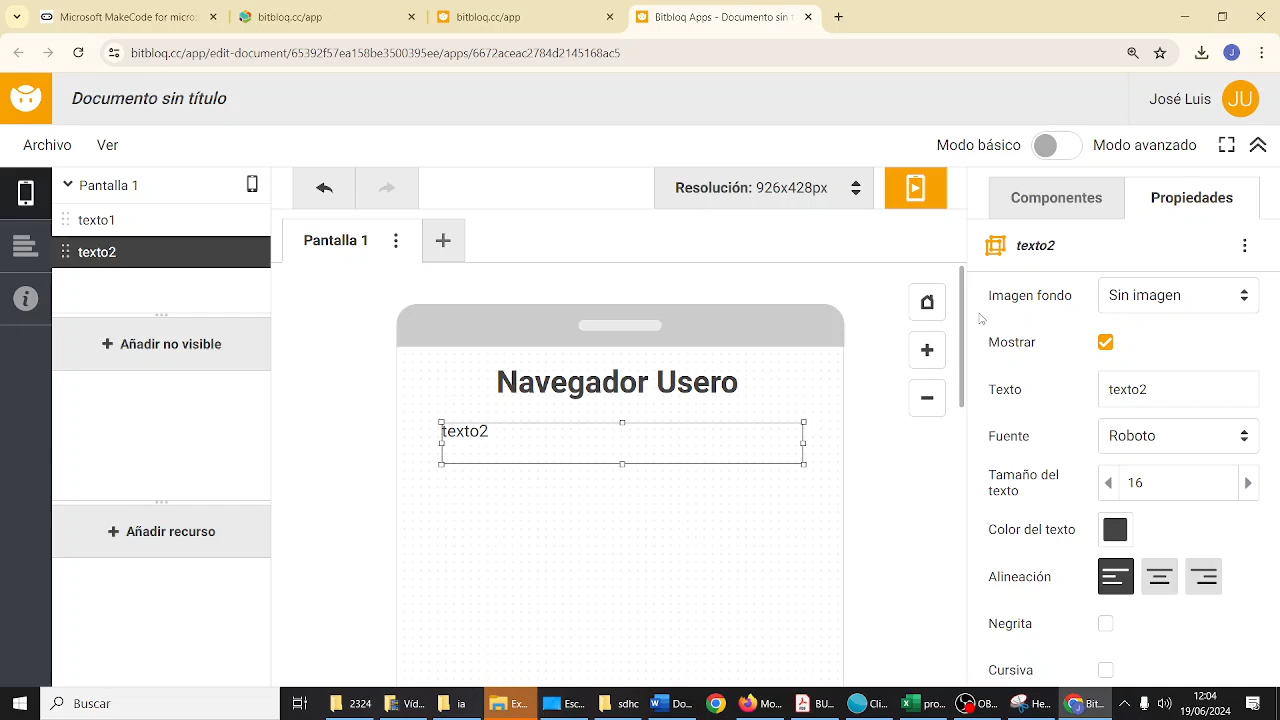 Microsoft MakeCode for micro:
bitbloq.cc/app
bitbloq.cc/app
Bitbloq Apps - Documento sin
bitbloq.cc/app/edit-document/65392f57ea158be3500395ee/apps/6672aceac2784d2145168ac5
J
Documento sin título
José Luis
JU
Archivo
Ver
Modo básico
Modo avanzado
Pantalla 1
Resolución: 926x428px
Componentes
Propiedades
texto1
texto2
Pantalla 1
texto2
Añadir no visible
Añadir recurso
Navegador Usero
texto2
Imagen fondo
Sin imagen
Mostrar
Texto
texto2
Fuente
Roboto
Tamaño del
texto
16
Color del texto
Alineación
Negrita
Cursiva
Buscar
2324
Víd
ia
Ex
Esc
sdhc
Do
Mo
BU
Cli
pro
OB
He
Bit
12:04
19/06/2024